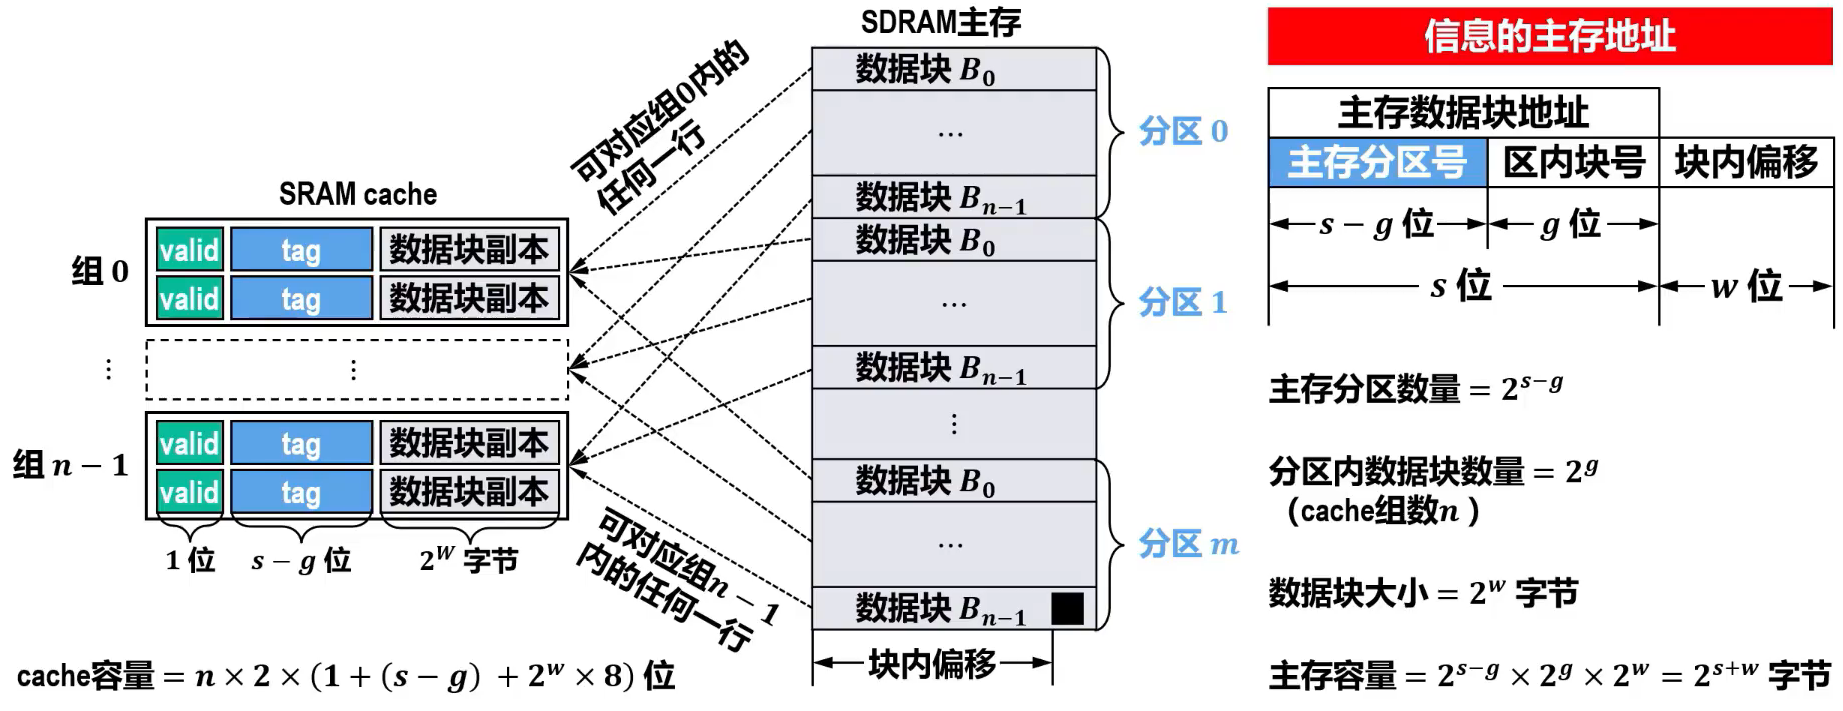 SRAM cache
组 0
valid tag 数据块副本
valid tag 数据块副本
⋮ ⋮
组 n − 1
valid tag 数据块副本
valid tag 数据块副本
1 位 s − g 位 2^W 字节
cache容量 = n × 2 × (1 + (s − g) + 2^w × 8) 位
可对应组0内的
任何一行
可对应组n − 1
内的任何一行
SDRAM主存
数据块 B_0
…
数据块 B_{n−1}
分区 0
数据块 B_0
…
数据块 B_{n−1}
分区 1
⋮
数据块 B_0
…
数据块 B_{n−1}
分区 m
块内偏移
信息的主存地址
主存数据块地址
主存分区号 区内块号 块内偏移
s − g 位 g 位
s 位 w 位
主存分区数量 = 2^{s−g}
分区内数据块数量 = 2^g
（cache组数n ）
数据块大小 = 2^w 字节
主存容量 = 2^{s−g} × 2^g × 2^w = 2^{s+w} 字节